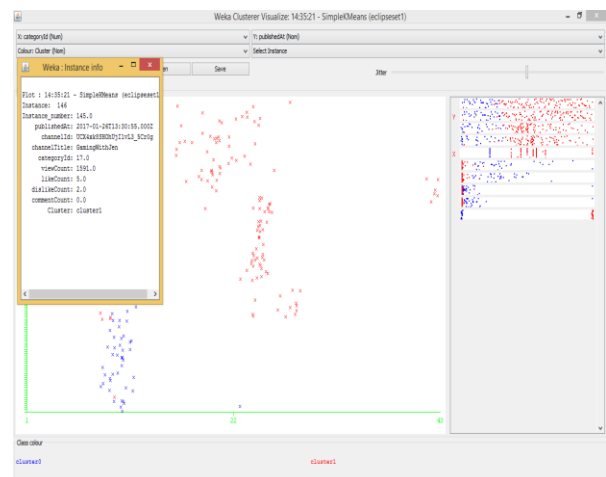 Weka Clusterer Visualize: 14:35:21 - SimpleKMeans (eclipseset1)
X: categoryId (Num)
Y: publishedAt (Nom)
Colour: Cluster (Nom)
Select Instance
Save
Jitter
Weka : Instance info
Plot : 14:35:21 - SimpleKMeans (eclipseset1
Instance: 146
Instance_number: 145.0
publishedAt: 2017-01-26T13:30:55.000Z
channelId:
channelTitle: GamingWithJen
categoryId: 17.0
viewCount: 1591.0
likeCount: 5.0
dislikeCount: 2.0
commentCount: 0.0
Cluster: cluster1
Y
X
1
22
43
Class colour
cluster0
cluster1